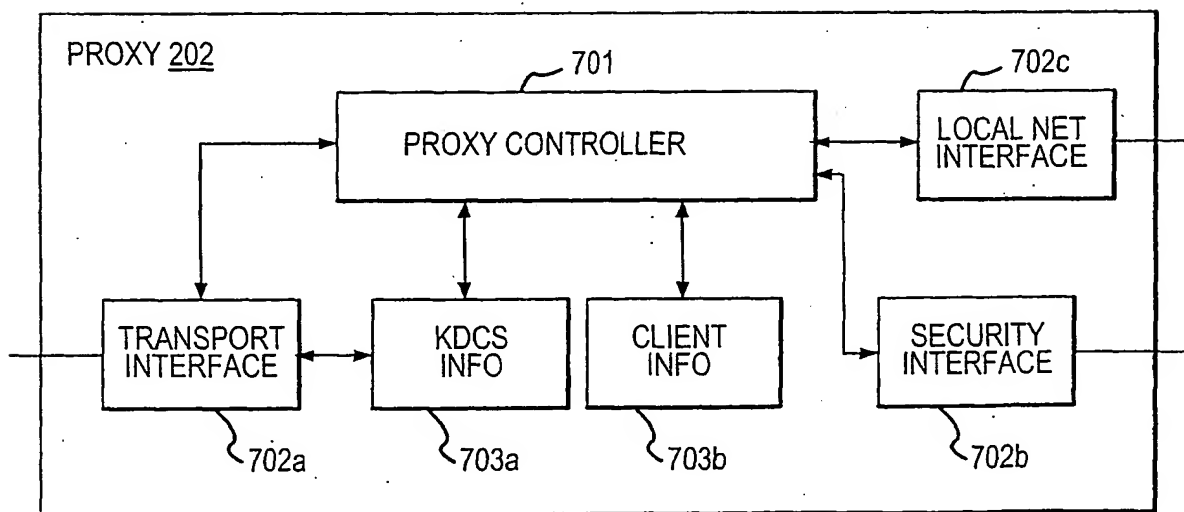 PROXY 202
701
702c
PROXY CONTROLLER
LOCAL NET
INTERFACE
TRANSPORT
INTERFACE
KDCS
INFO
CLIENT
INFO
SECURITY
INTERFACE
702a
703a
703b
702b